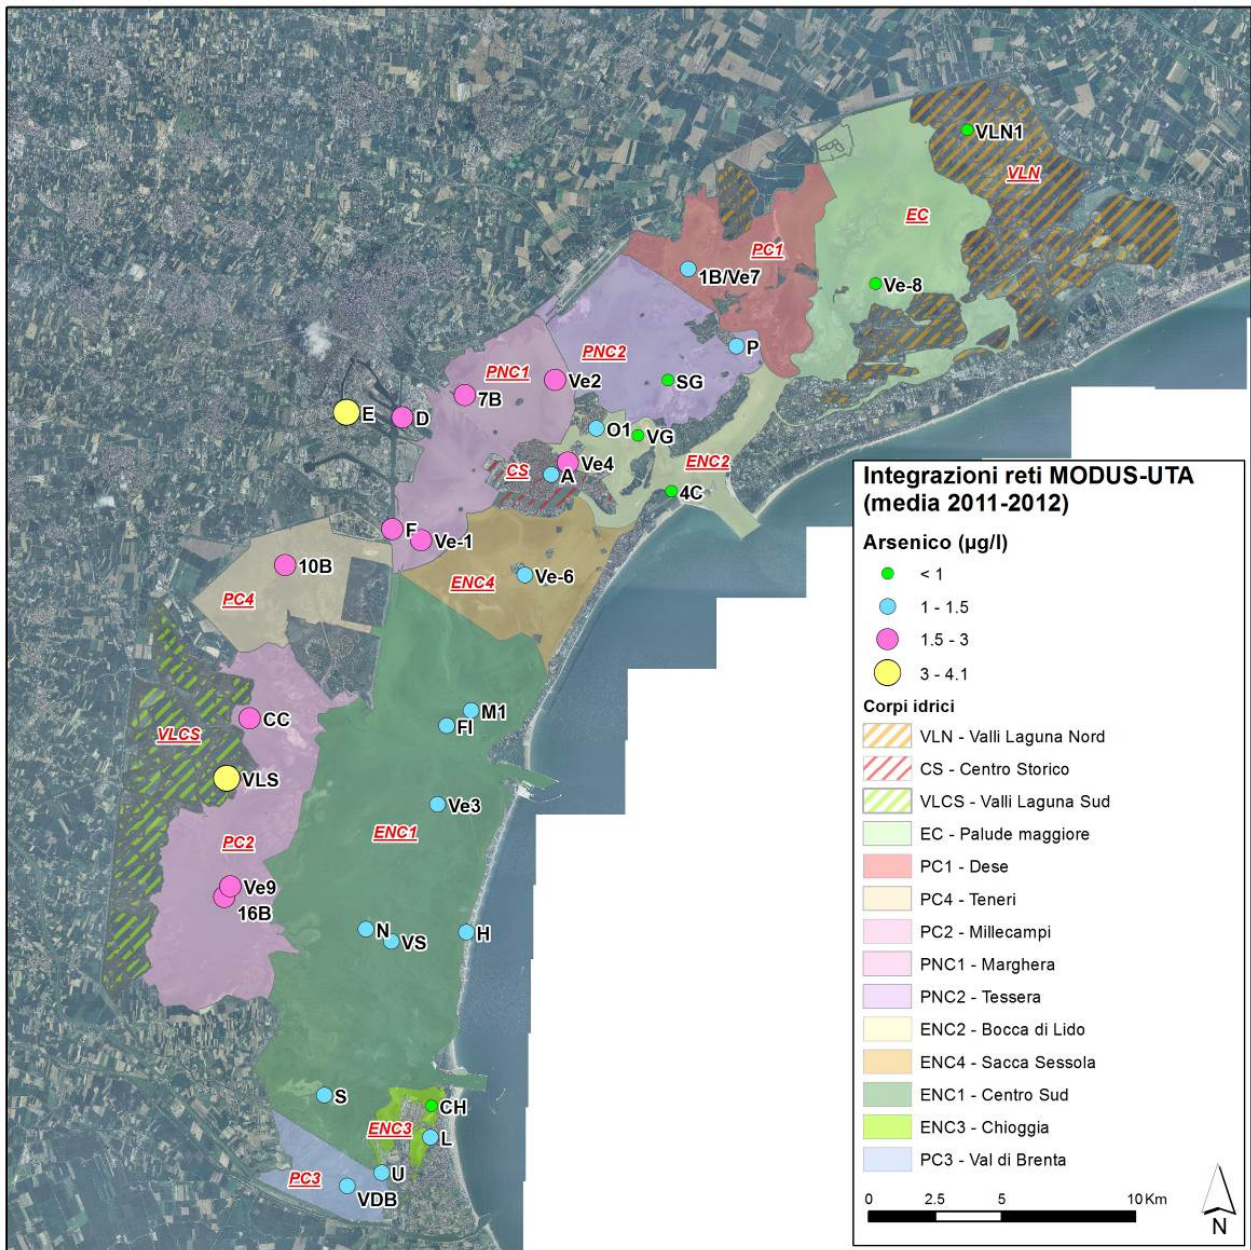 VLN1
VLN
EC
PC1
1B/Ve7
Ve-8
P
PNC2
PNC1
Ve2
SG
7B
E
D
O1
VG
Ve4
CS
A
ENC2
4C
F
Ve-1
10B
ENC4
Ve-6
PC4
M1
FI
CC
VLCS
VLS
Ve3
ENC1
PC2
Ve9
16B
N
VS
H
S
CH
ENC3
L
U
PC3
VDB
Integrazioni reti MODUS-UTA
(media 2011-2012)
Arsenico (µg/l)
< 1
1 - 1.5
1.5 - 3
3 - 4.1
Corpi idrici
VLN - Valli Laguna Nord
CS - Centro Storico
VLCS - Valli Laguna Sud
EC - Palude maggiore
PC1 - Dese
PC4 - Teneri
PC2 - Millecampi
PNC1 - Marghera
PNC2 - Tessera
ENC2 - Bocca di Lido
ENC4 - Sacca Sessola
ENC1 - Centro Sud
ENC3 - Chioggia
PC3 - Val di Brenta
0 2.5 5 10 Km
N